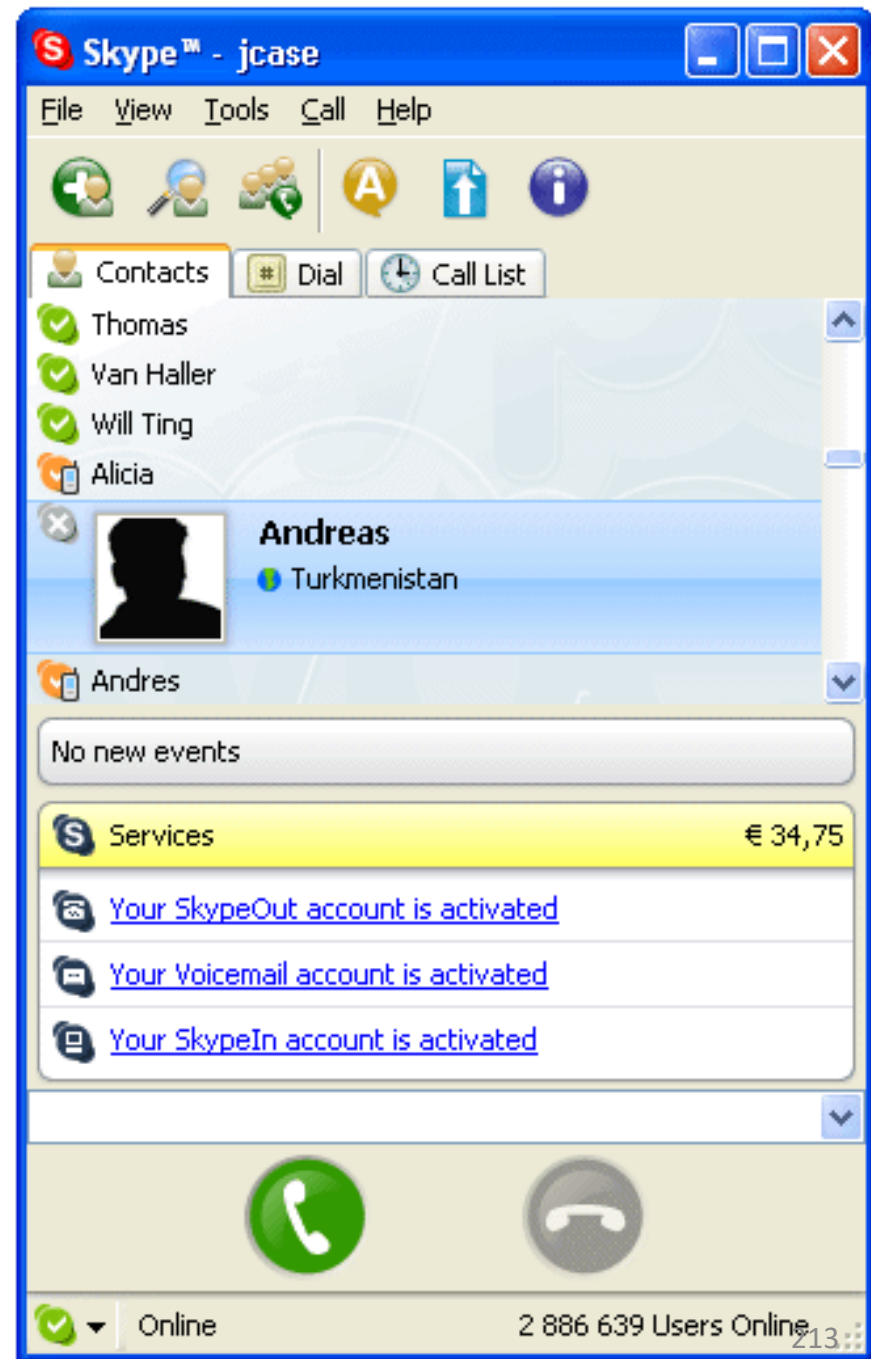 Skype™ - jcase
File View Tools Call Help
A i
Contacts # Dial Call List
Thomas
Van Haller
Will Ting
Alicia
Andreas
Turkmenistan
Andres
No new events
S Services € 34,75
Your SkypeOut account is activated
Your Voicemail account is activated
Your SkypeIn account is activated
Online 2 886 639 Users Online
213